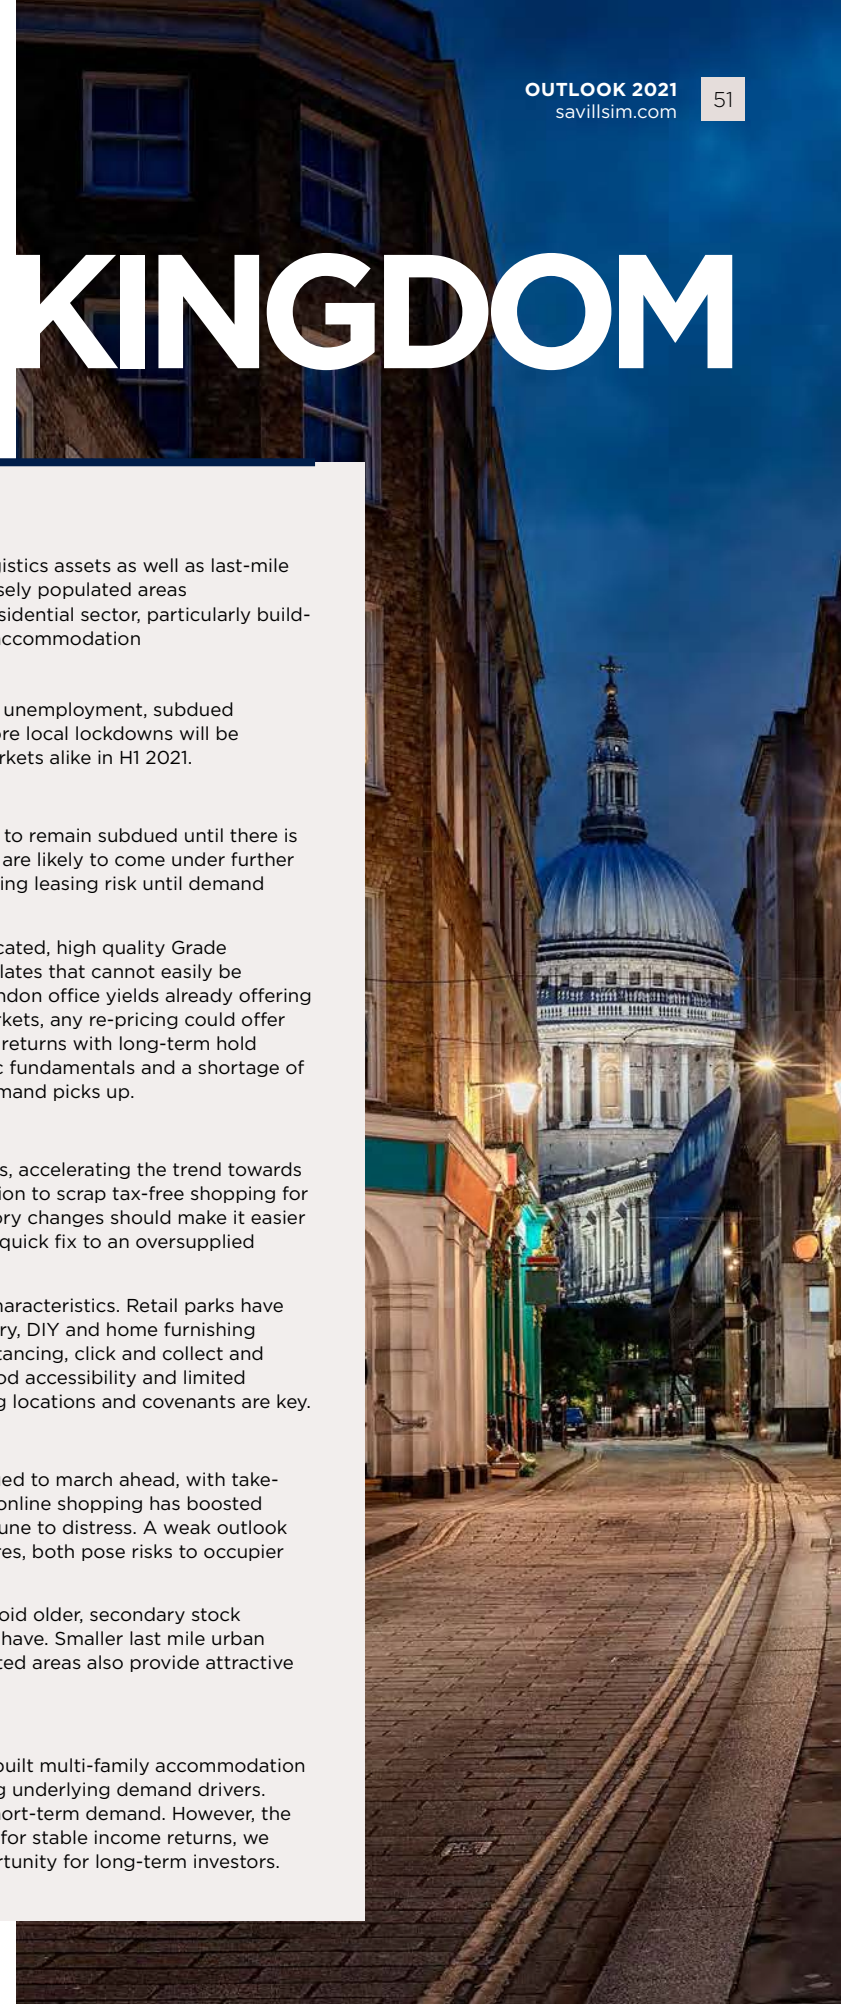 OUTLOOK 2021
savillsim.com
51
KINGDOM
istics assets as well as last-mile
sely populated areas
sidential sector, particularly build-
accommodation
unemployment, subdued
re local lockdowns will be
rkets alike in H1 2021.
to remain subdued until there is
are likely to come under further
ing leasing risk until demand
cated, high quality Grade
lates that cannot easily be
ndon office yields already offering
kets, any re-pricing could offer
returns with long-term hold
c fundamentals and a shortage of
mand picks up.
s, accelerating the trend towards
ion to scrap tax-free shopping for
ory changes should make it easier
quick fix to an oversupplied
haracteristics. Retail parks have
ry, DIY and home furnishing
tancing, click and collect and
od accessibility and limited
g locations and covenants are key.
ed to march ahead, with take-
online shopping has boosted
une to distress. A weak outlook
res, both pose risks to occupier
oid older, secondary stock
have. Smaller last mile urban
ted areas also provide attractive
built multi-family accommodation
g underlying demand drivers.
ort-term demand. However, the
for stable income returns, we
rtunity for long-term investors.